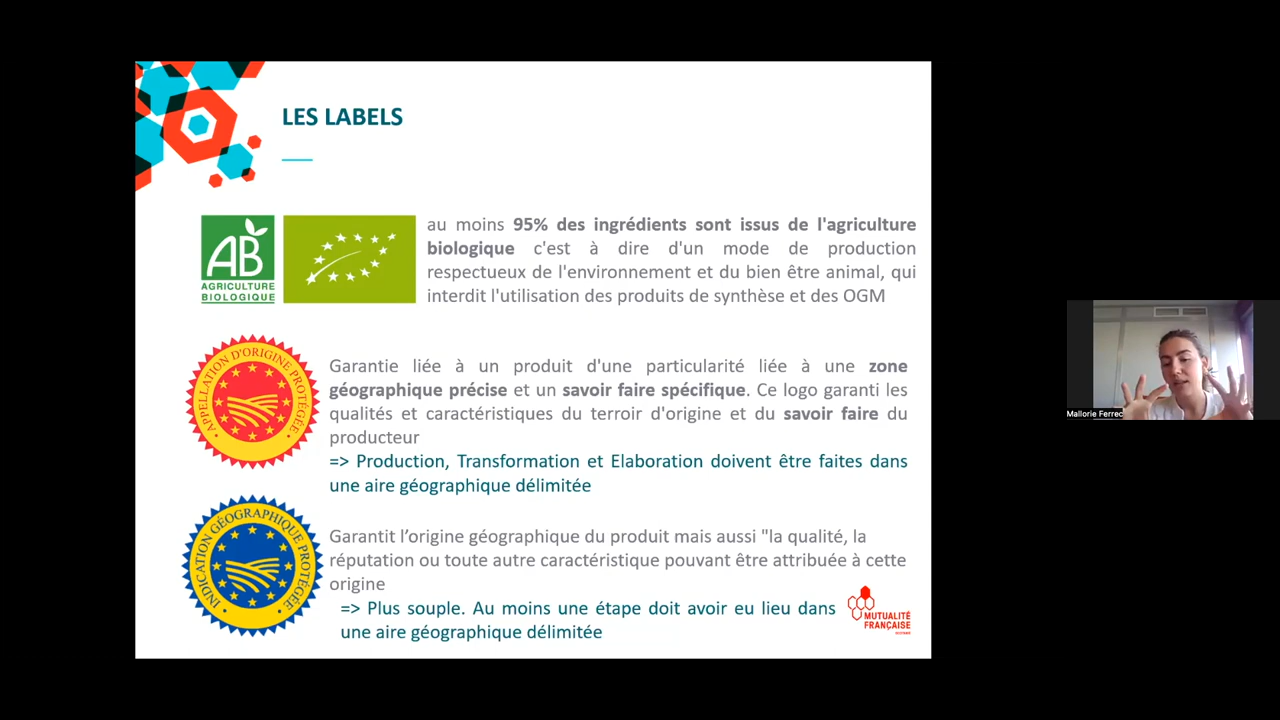 LES LABELS
AB
AGRICULTURE
BIOLOGIQUE
au moins 95% des ingrédients sont issus de l'agriculture
biologique c'est à dire d'un mode de production
respectueux de l'environnement et du bien être animal, qui
interdit l'utilisation des produits de synthèse et des OGM
APPELLATION D'ORIGINE PROTÉGÉE
Garantie liée à un produit d'une particularité liée à une zone
géographique précise et un savoir faire spécifique. Ce logo garanti les
qualités et caractéristiques du terroir d'origine et du savoir faire du
producteur
=> Production, Transformation et Elaboration doivent être faites dans
une aire géographique délimitée
INDICATION GÉOGRAPHIQUE PROTÉGÉE
Garantit l’origine géographique du produit mais aussi "la qualité, la
réputation ou toute autre caractéristique pouvant être attribuée à cette
origine
=> Plus souple. Au moins une étape doit avoir eu lieu dans
une aire géographique délimitée
MUTUALITÉ
FRANÇAISE
Mallorie Ferrec